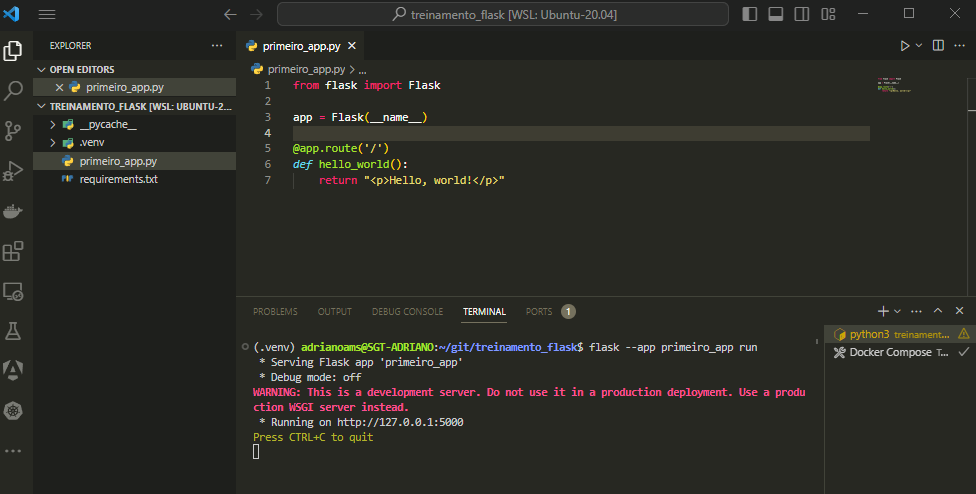 treinamento_flask [WSL: Ubuntu-20.04]
EXPLORER
OPEN EDITORS
primeiro_app.py
TREINAMENTO_FLASK [WSL: UBUNTU-2...
__pycache__
.venv
primeiro_app.py
requirements.txt
primeiro_app.py
primeiro_app.py > ...
1 from flask import Flask
2
3 app = Flask(__name__)
4
5 @app.route('/')
6 def hello_world():
7 return "<p>Hello, world!</p>"
PROBLEMS OUTPUT DEBUG CONSOLE TERMINAL PORTS 1
(.venv) adrianoams@SGT-ADRIANO:~/git/treinamento_flask$ flask --app primeiro_app run
* Serving Flask app 'primeiro_app'
* Debug mode: off
WARNING: This is a development server. Do not use it in a production deployment. Use a produ
ction WSGI server instead.
* Running on http://127.0.0.1:5000
Press CTRL+C to quit
python3 treinament...
Docker Compose T...